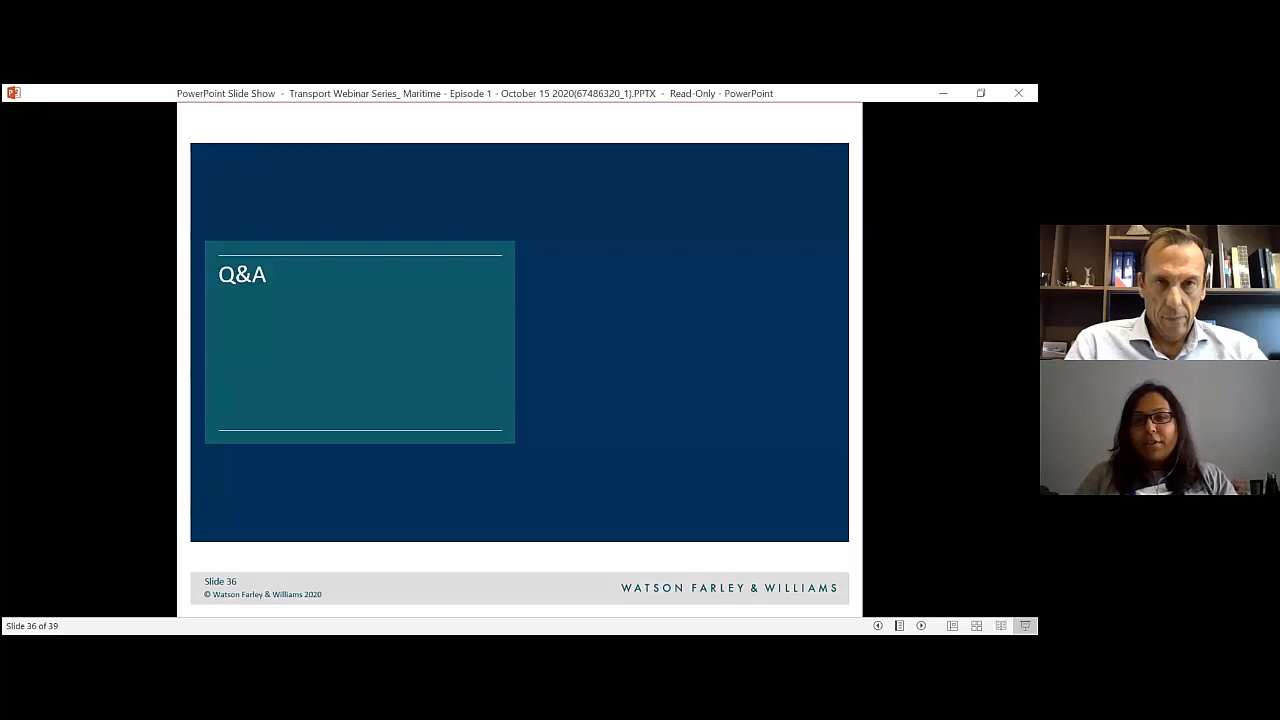 PowerPoint Slide Show - Transport Webinar Series_ Maritime - Episode 1 - October 15 2020(67486320_1).PPTX - Read-Only - PowerPoint
Q&A
Slide 36
© Watson Farley & Williams 2020
WATSON FARLEY & WILLIAMS
Slide 36 of 39